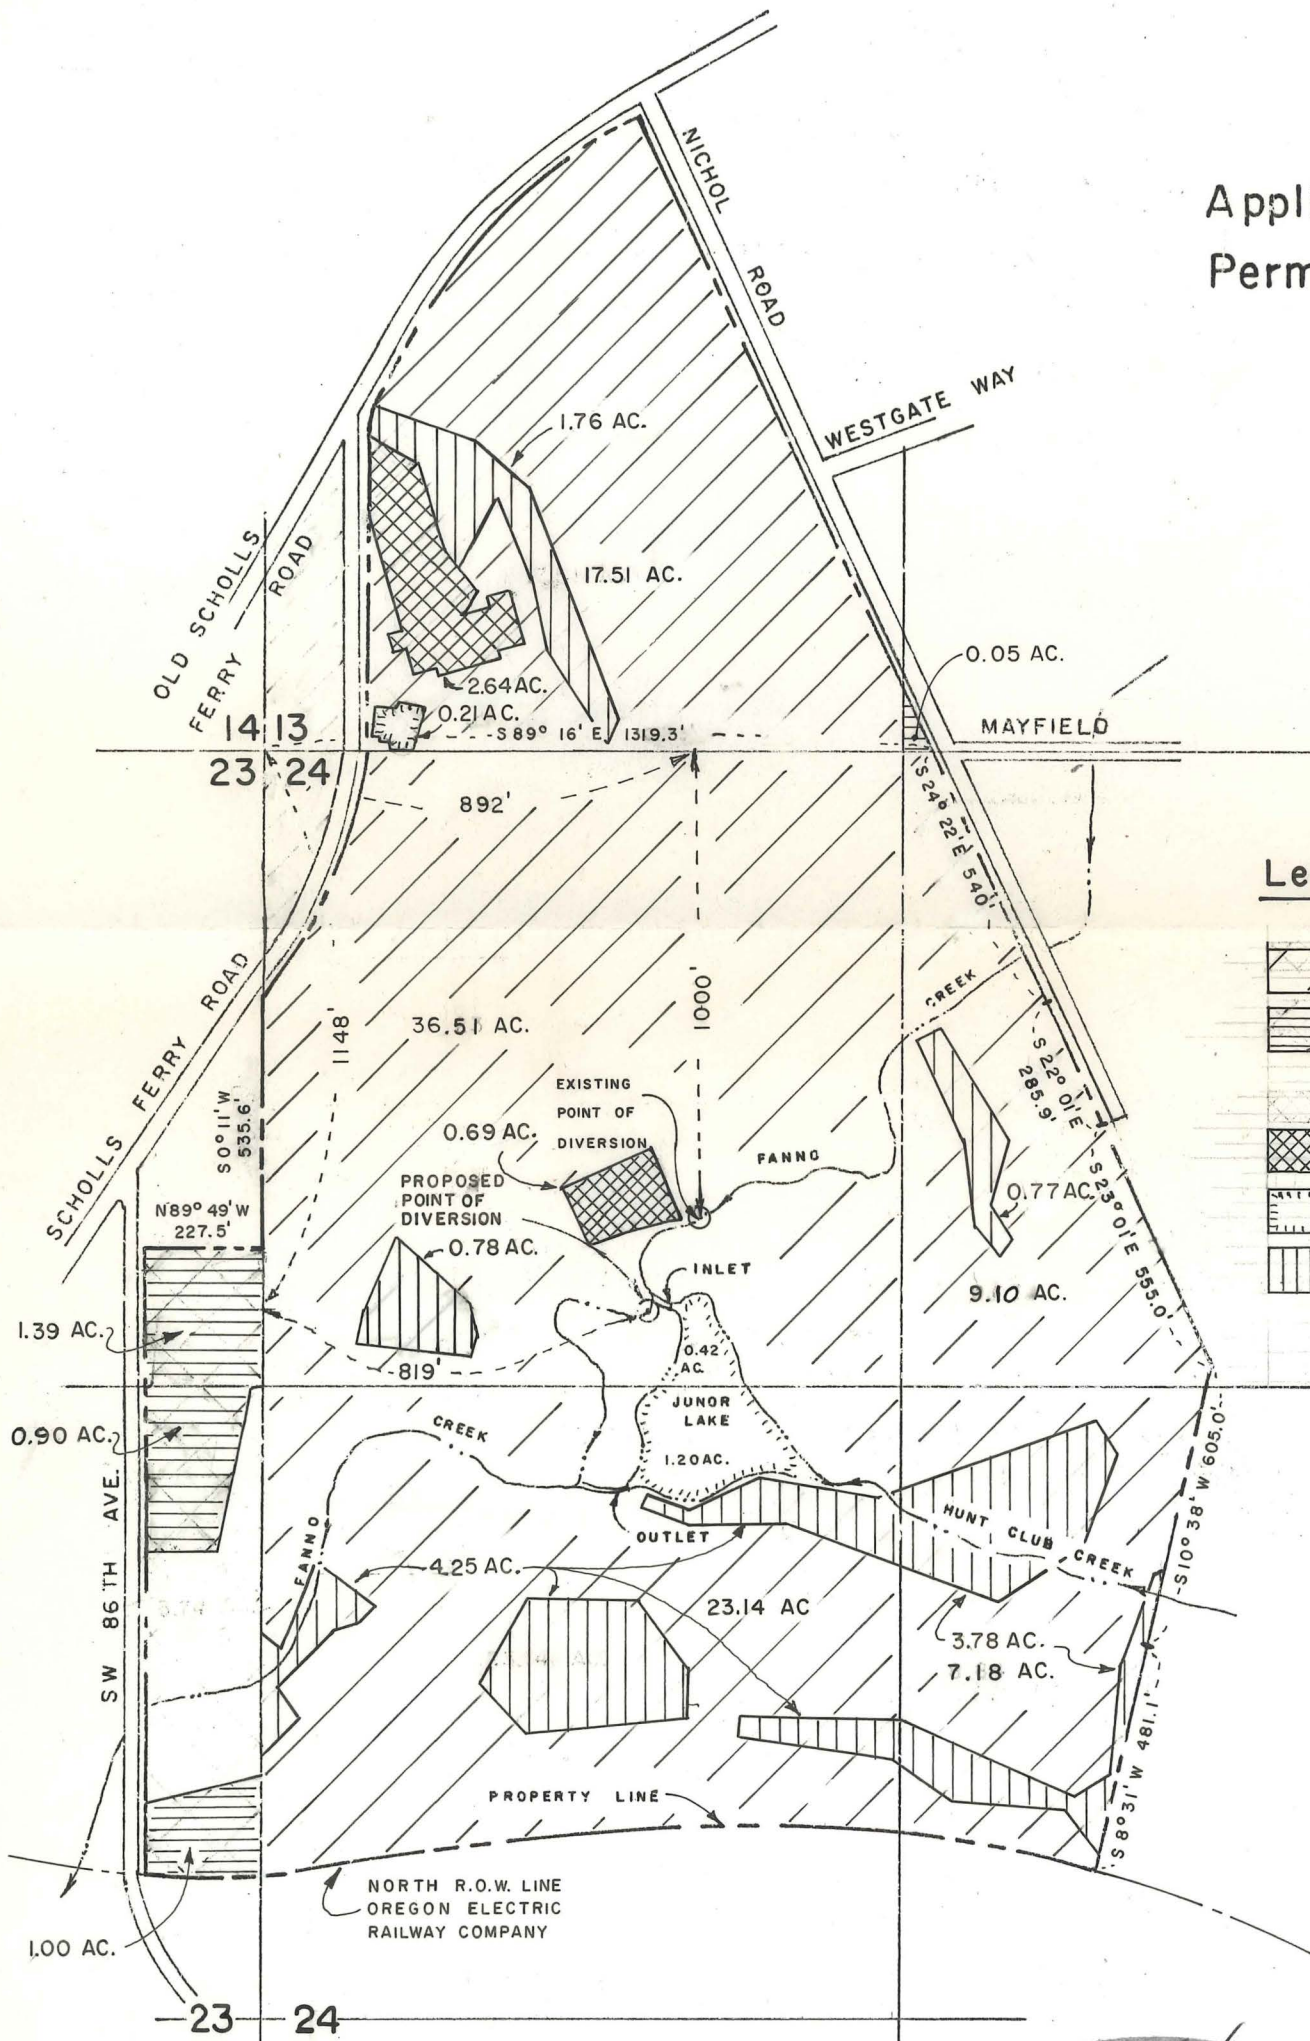 Appl
Perm
NICHOL
ROAD
WESTGATE WAY
1.76 AC.
17.51 AC.
OLD SCHOLLS
FERRY ROAD
0.05 AC.
2.64 AC.
0.21 AC.
MAYFIELD
14 13
S 89° 16' E 1319.3'
23 24
892'
S 24° 22' E 540'
Le
SCHOLLS FERRY ROAD
1148'
1000'
36.51 AC.
CREEK
S 22° 01' E
285.9'
EXISTING
POINT OF
DIVERSION
S 0° 11' W
535.6'
0.69 AC.
FANNO
PROPOSED
POINT OF
DIVERSION
0.77 AC.
S 23° 01' E 555.0'
N 89° 49' W
227.5'
0.78 AC.
INLET
9.10 AC.
1.39 AC.
0.42
AC.
819'
JUNOR
LAKE
0.90 AC.
CREEK
1.20 AC.
S 10° 38' W 605.0'
SW 86TH AVE.
FANNO
OUTLET
HUNT CLUB CREEK
4.25 AC.
23.14 AC
3.78 AC.
7.18 AC.
S 8° 31' W 481.1'
PROPERTY LINE
NORTH R.O.W. LINE
OREGON ELECTRIC
RAILWAY COMPANY
1.00 AC.
23 24